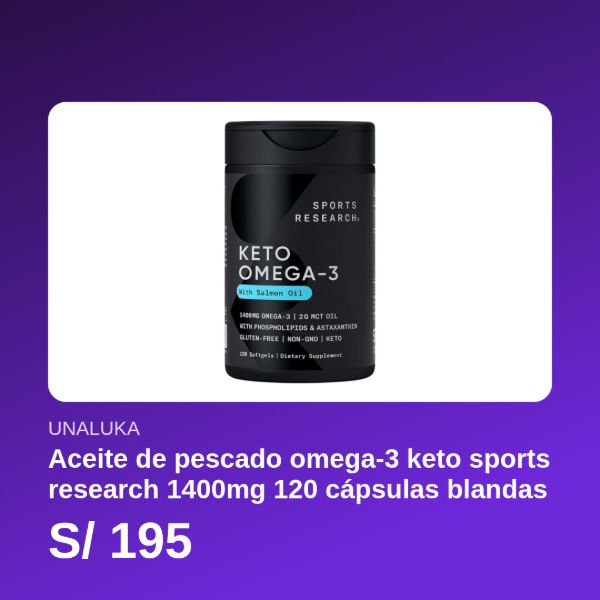 SPORTS
RESEARCH®
KETO
OMEGA-3
With Salmon Oil
1400MG OMEGA-3 | 2G MCT OIL
WITH PHOSPHOLIPIDS & ASTAXANTHIN
GLUTEN-FREE | NON-GMO | KETO
120 Softgels | Dietary Supplement
UNALUKA
Aceite de pescado omega-3 keto sports
research 1400mg 120 cápsulas blandas
S/ 195